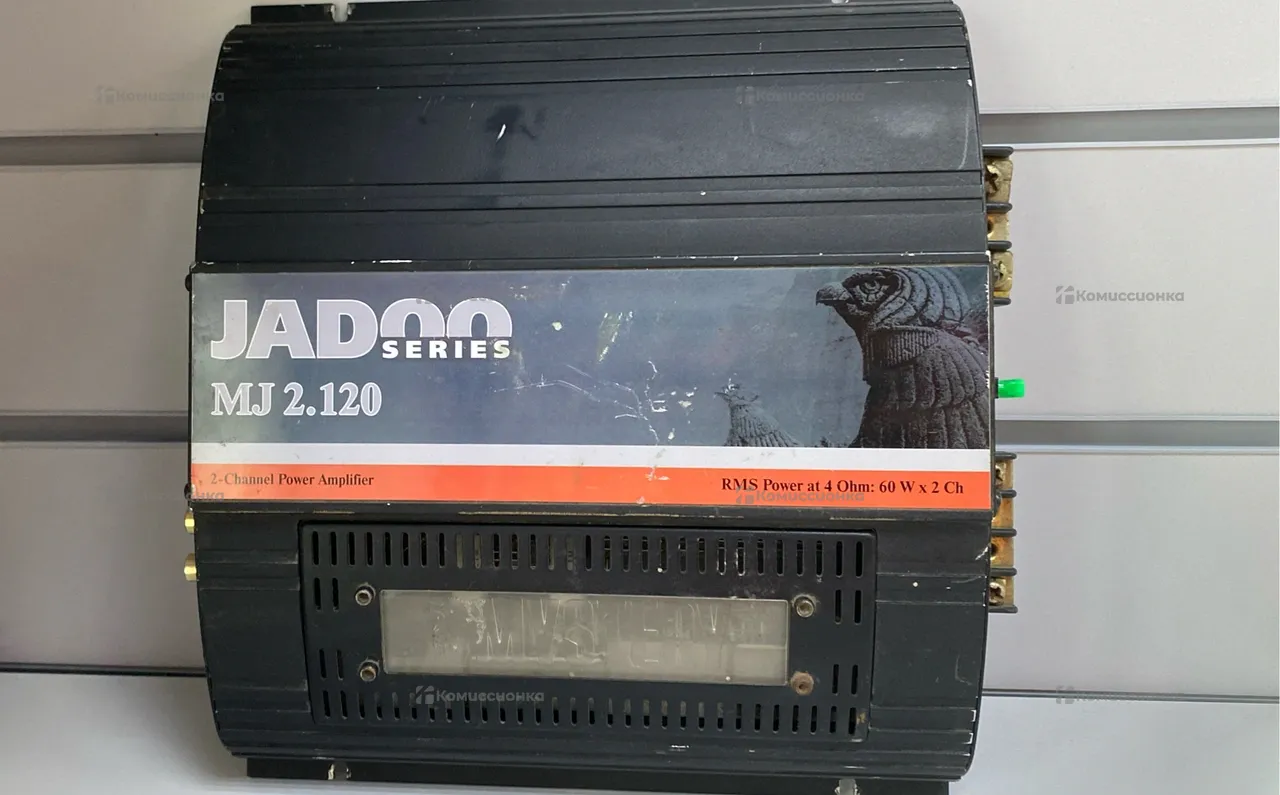 Комиссионка
Комиссионка
Комиссионка
JADOO
SERIES
MJ 2.120
2-Channel Power Amplifier
RMS Power at 4 Ohm: 60 W x 2 Ch
Комиссионка
Комиссионка